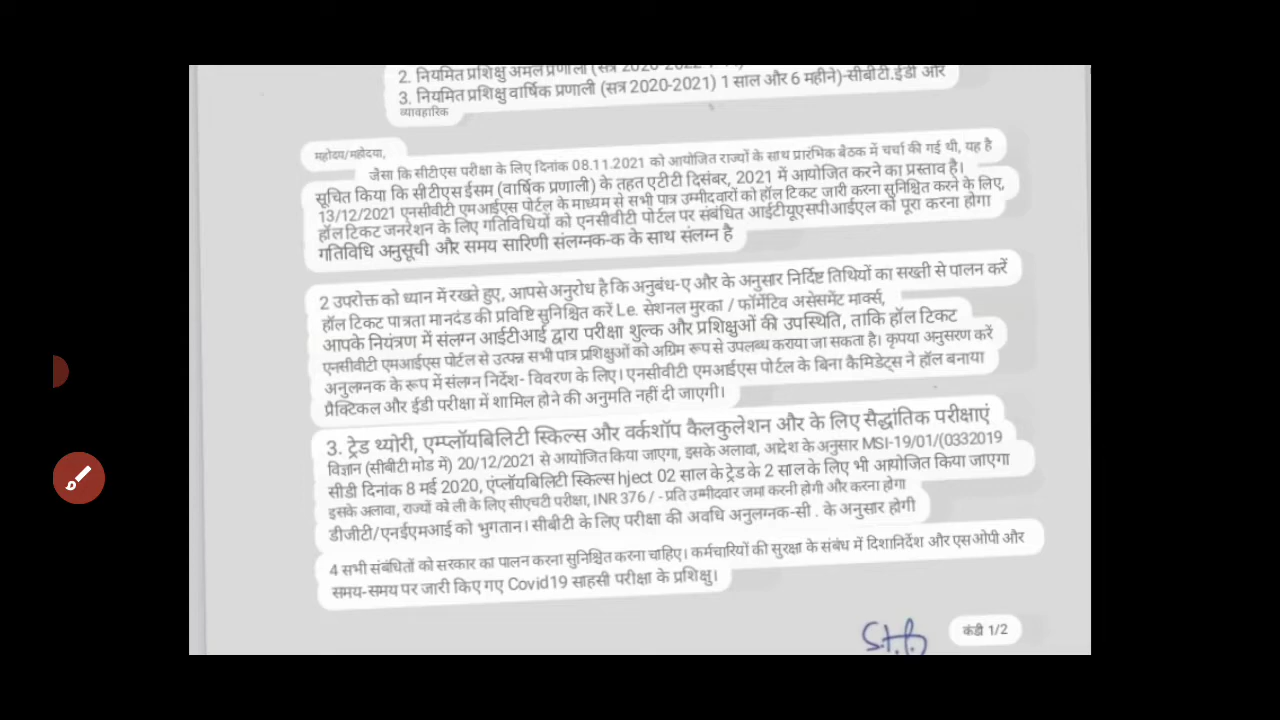 2. नियमित प्रशिक्षु अमल प्रणाली (सत्र 2020-2022
3. नियमित प्रशिक्षु वार्षिक प्रणाली (सत्र 2020-2021) 1 साल और 6 महीने)-सीबीटी.ईडी और
व्यावहारिक
महोदय/महोदया,
जैसा कि सीटीएस परीक्षा के लिए दिनांक 08.11.2021 को आयोजित राज्यों के साथ प्रारंभिक बैठक में चर्चा की गई थी, यह है
सूचित किया कि सीटीएस ईसम (वार्षिक प्रणाली) के तहत एटीटी दिसंबर, 2021 में आयोजित करने का प्रस्ताव है।
13/12/2021 एनसीवीटी एमआईएस पोर्टल के माध्यम से सभी पात्र उम्मीदवारों को हॉल टिकट जारी करना सुनिश्चित करने के लिए,
हॉल टिकट जनरेशन के लिए गतिविधियों को एनसीवीटी पोर्टल पर संबंधित आईटीयूएसपीआईएल को पूरा करना होगा
गतिविधि अनुसूची और समय सारिणी संलग्नक-क के साथ संलग्न है
2 उपरोक्त को ध्यान में रखते हुए, आपसे अनुरोध है कि अनुबंध-ए और के अनुसार निर्दिष्ट तिथियों का सख्ती से पालन करें
हॉल टिकट पात्रता मानदंड की प्रविष्टि सुनिश्चित करें Le. सेशनल मुरका / फॉर्मेटिव असेसमेंट मार्क्स,
आपके नियंत्रण में संलग्न आईटीआई द्वारा परीक्षा शुल्क और प्रशिक्षुओं की उपस्थिति, ताकि हॉल टिकट
एनसीवीटी एमआईएस पोर्टल से उत्पन्न सभी पात्र प्रशिक्षुओं को अग्रिम रूप से उपलब्ध कराया जा सकता है। कृपया अनुसरण करें
अनुलग्नक के रूप में संलग्न निर्देश- विवरण के लिए। एनसीवीटी एमआईएस पोर्टल के बिना कैमिडेट्स ने हॉल बनाया
प्रैक्टिकल और ईडी परीक्षा में शामिल होने की अनुमति नहीं दी जाएगी।
3. ट्रेड थ्योरी, एम्प्लॉयबिलिटी स्किल्स और वर्कशॉप कैलकुलेशन और के लिए सैद्धांतिक परीक्षाएं
विज्ञान (सीबीटी मोड में) 20/12/2021 से आयोजित किया जाएगा, इसके अलावा, आदेश के अनुसार MSI-19/01/(0332019
सीडी दिनांक 8 मई 2020, एंप्लॉयबिलिटी स्किल्स hject 02 साल के ट्रेड के 2 साल के लिए भी आयोजित किया जाएगा
इसके अलावा, राज्यों को ली के लिए सीएचटी परीक्षा, INR 376 / - प्रति उम्मीदवार जमा करनी होगी और करना होगा
डीजीटी/एनईएमआई को भुगतान। सीबीटी के लिए परीक्षा की अवधि अनुलग्नक-सी . के अनुसार होगी
4 सभी संबंधितों को सरकार का पालन करना सुनिश्चित करना चाहिए। कर्मचारियों की सुरक्षा के संबंध में दिशानिर्देश और एसओपी और
समय-समय पर जारी किए गए Covid19 साहसी परीक्षा के प्रशिक्षु।
कंडी 1/2